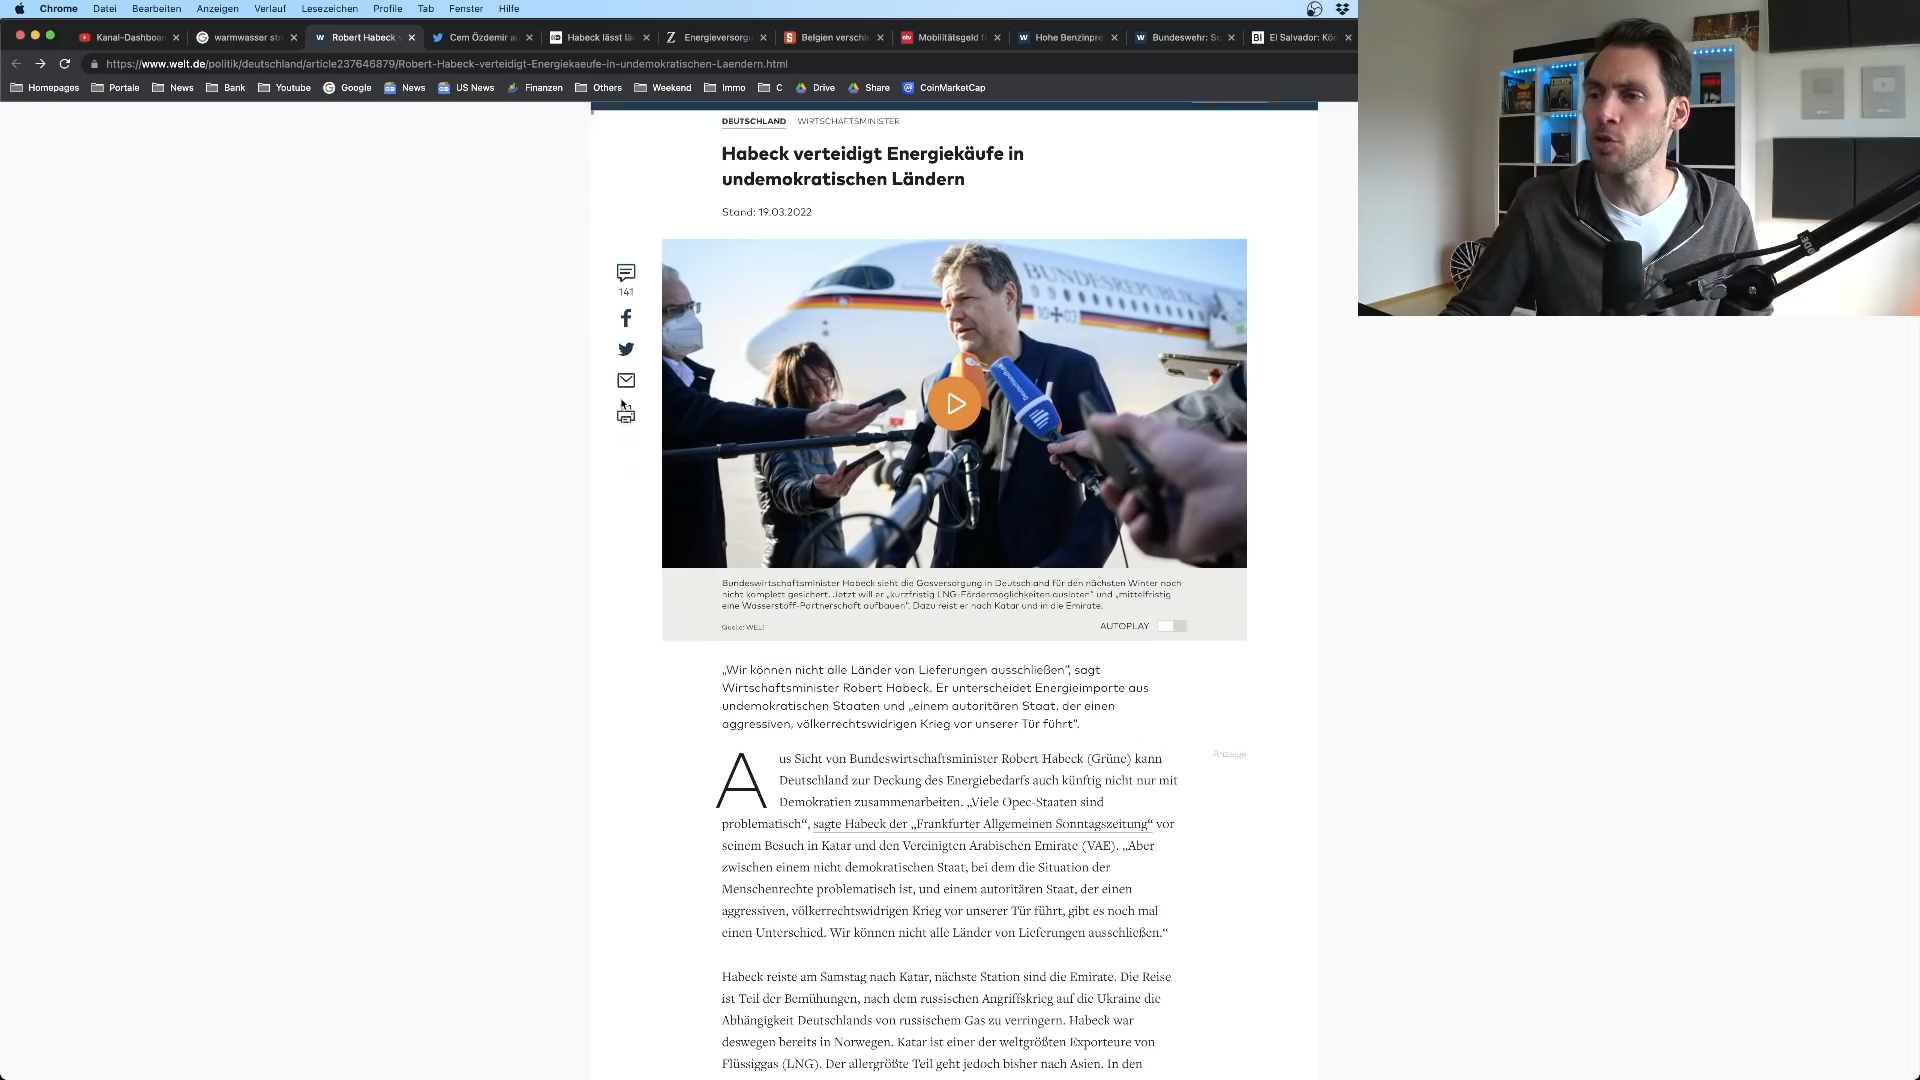 Chrome Datei Bearbeiten Anzeigen Verlauf Lesezeichen Profile Tab Fenster Hilfe
Kanal-Dashboar warmwasser str Robert Habeck v Cem Özdemir au Habeck lässt lä Energieversorgu Belgien verschie Mobilitätsgeld f Hohe Benzinpre Bundeswehr: So El Salvador: Kön
https://www.welt.de/politik/deutschland/article237646879/Robert-Habeck-verteidigt-Energiekaeufe-in-undemokratischen-Laendern.html
Homepages Portale News Bank Youtube Google News US News Finanzen Others Weekend Immo C Drive Share CoinMarketCap
DEUTSCHLAND WIRTSCHAFTSMINISTER
Habeck verteidigt Energiekäufe in
undemokratischen Ländern
Stand: 19.03.2022
141
BUNDESREPUBLIK
10 03
Bundeswirtschaftsminister Habeck sieht die Gasversorgung in Deutschland für den nächsten Winter noch
nicht komplett gesichert. Jetzt will er „kurzfristig LNG-Fördermöglichkeiten ausloten“ und „mittelfristig
eine Wasserstoff-Partnerschaft aufbauen“. Dazu reist er nach Katar und in die Emirate.
Quelle: WELT
AUTOPLAY
„Wir können nicht alle Länder von Lieferungen ausschließen“, sagt
Wirtschaftsminister Robert Habeck. Er unterscheidet Energieimporte aus
undemokratischen Staaten und „einem autoritären Staat, der einen
aggressiven, völkerrechtswidrigen Krieg vor unserer Tür führt“.
Anzeige
Aus Sicht von Bundeswirtschaftsminister Robert Habeck (Grüne) kann
Deutschland zur Deckung des Energiebedarfs auch künftig nicht nur mit
Demokratien zusammenarbeiten. „Viele Opec-Staaten sind
problematisch“, sagte Habeck der „Frankfurter Allgemeinen Sonntagszeitung“ vor
seinem Besuch in Katar und den Vereinigten Arabischen Emirate (VAE). „Aber
zwischen einem nicht demokratischen Staat, bei dem die Situation der
Menschenrechte problematisch ist, und einem autoritären Staat, der einen
aggressiven, völkerrechtswidrigen Krieg vor unserer Tür führt, gibt es noch mal
einen Unterschied. Wir können nicht alle Länder von Lieferungen ausschließen.“
Habeck reiste am Samstag nach Katar, nächste Station sind die Emirate. Die Reise
ist Teil der Bemühungen, nach dem russischen Angriffskrieg auf die Ukraine die
Abhängigkeit Deutschlands von russischem Gas zu verringern. Habeck war
deswegen bereits in Norwegen. Katar ist einer der weltgrößten Exporteure von
Flüssiggas (LNG). Der allergrößte Teil geht jedoch bisher nach Asien. In den